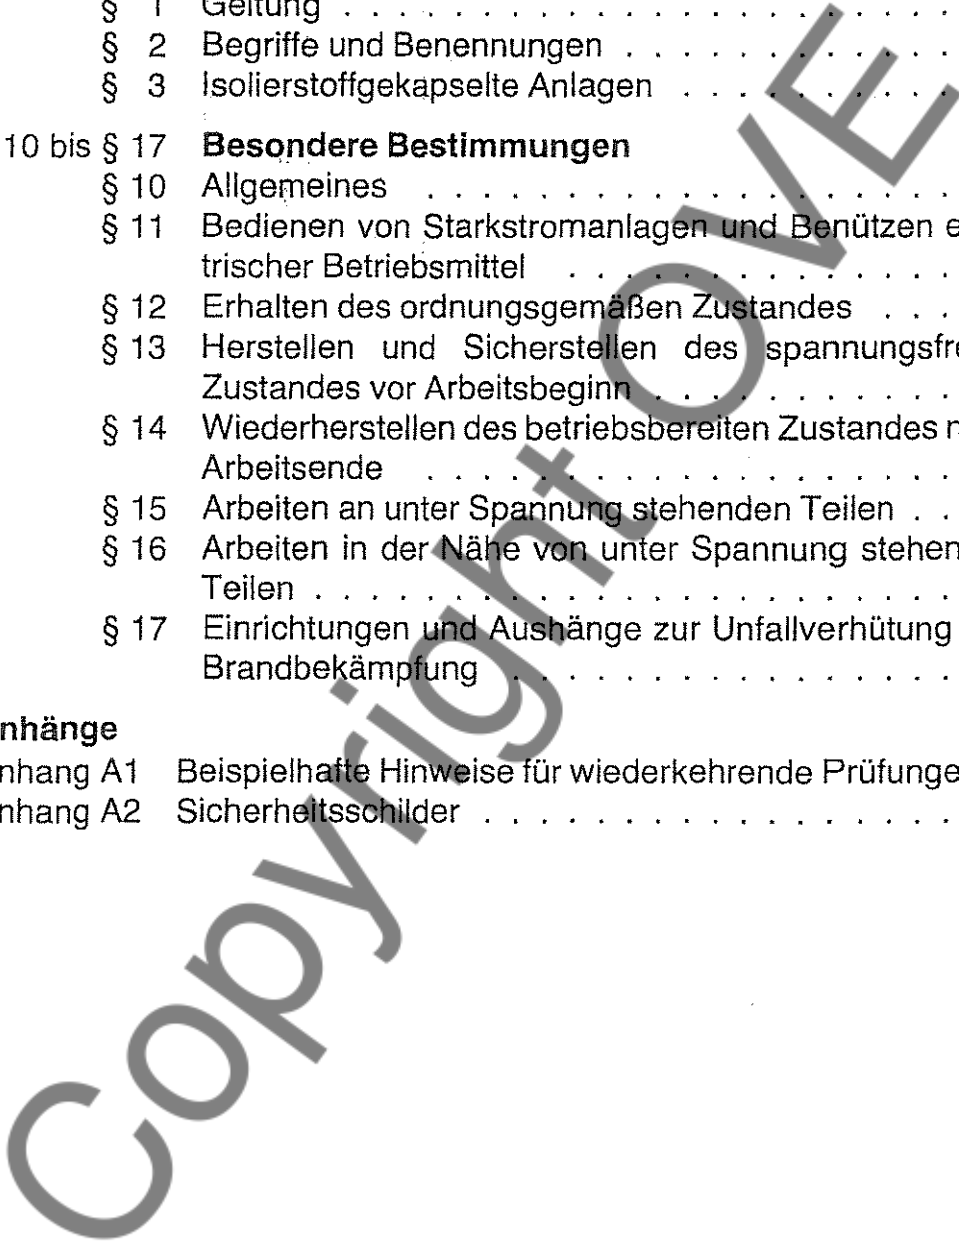 § 1 Geltung . . . . . . . . . . . . . . . . . . . . . .
§ 2 Begriffe und Benennungen . . . . . . . . . . . .
§ 3 Isolierstoffgekapselte Anlagen . . . . . . . . . .
10 bis § 17 Besondere Bestimmungen
§ 10 Allgemeines . . . . . . . . . . . . . . . . . . .
§ 11 Bedienen von Starkstromanlagen und Benützen e
trischer Betriebsmittel . . . . . . . . . . . . . .
§ 12 Erhalten des ordnungsgemäßen Zustandes . . .
§ 13 Herstellen und Sicherstellen des spannungsfre
Zustandes vor Arbeitsbeginn . . . . . . . . . . .
§ 14 Wiederherstellen des betriebsbereiten Zustandes n
Arbeitsende . . . . . . . . . . . . . . . . . . .
§ 15 Arbeiten an unter Spannung stehenden Teilen . .
§ 16 Arbeiten in der Nähe von unter Spannung stehen
Teilen . . . . . . . . . . . . . . . . . . . . . . .
§ 17 Einrichtungen und Aushänge zur Unfallverhütung
Brandbekämpfung . . . . . . . . . . . . . . . .
nhänge
nhang A1 Beispielhafte Hinweise für wiederkehrende Prüfunge
nhang A2 Sicherheitsschilder . . . . . . . . . . . . . . . . .
Copyright OVE